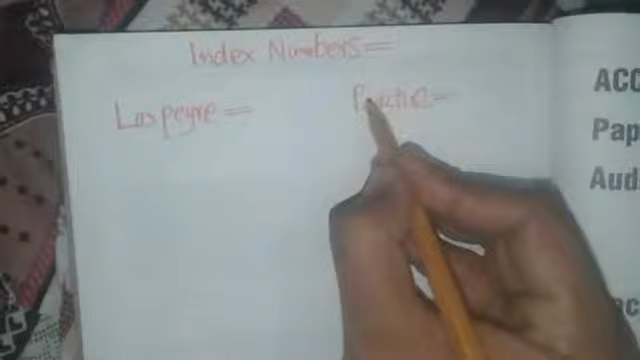 Index Numbers=
Laspeyre =
ACC
Pap
Aud